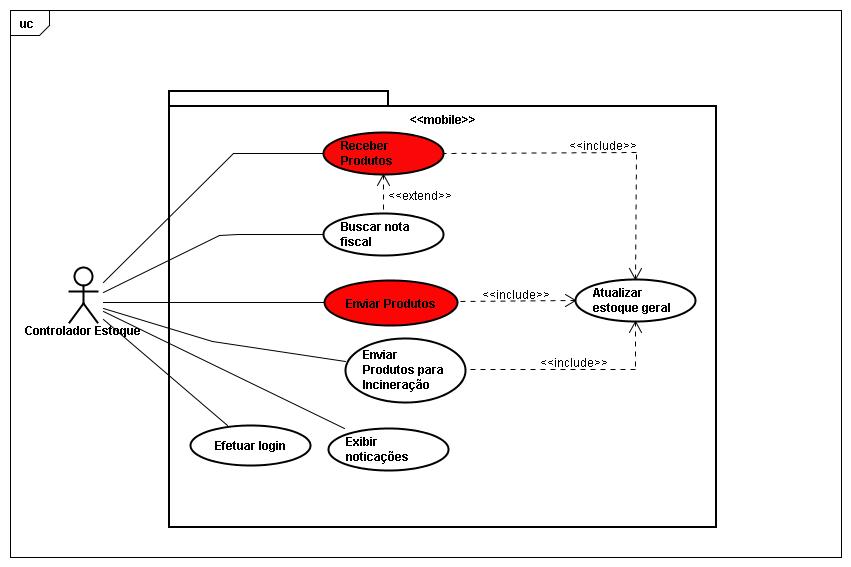 uc
<<mobile>>
Receber
Produtos
<<include>>
<<extend>>
Buscar nota
fiscal
Enviar Produtos
<<include>>
Atualizar
estoque geral
Controlador Estoque
Enviar
Produtos para
Incineração
<<include>>
Efetuar login
Exibir
noticações